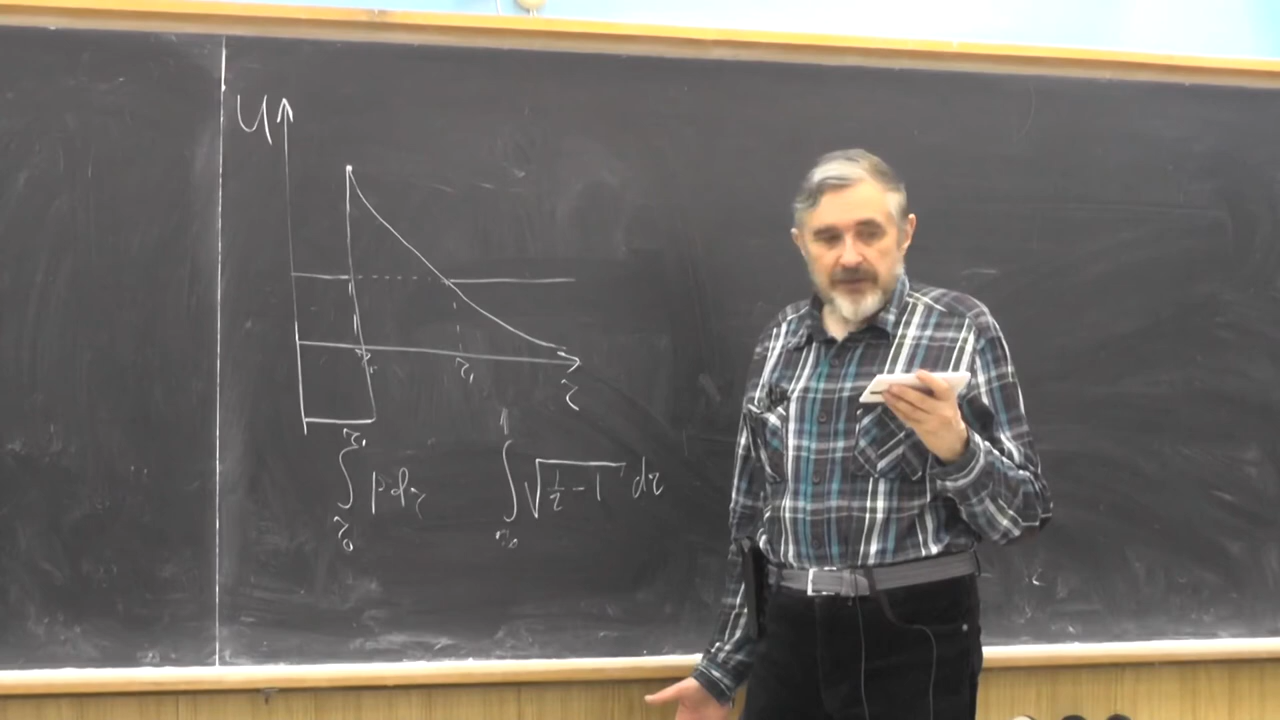 U
r₀ r₁
r
∫_{r₀}^{r₁} p dr ∫_{r₀}^{1} √(1/r - 1) dr